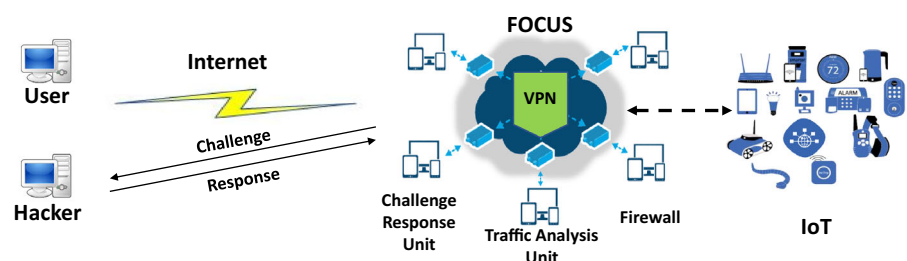 FOCUS
Internet
User
VPN
72
ALARM
Challenge
Response
Hacker
Challenge
Response
Unit
Traffic Analysis
Unit
Firewall
IoT